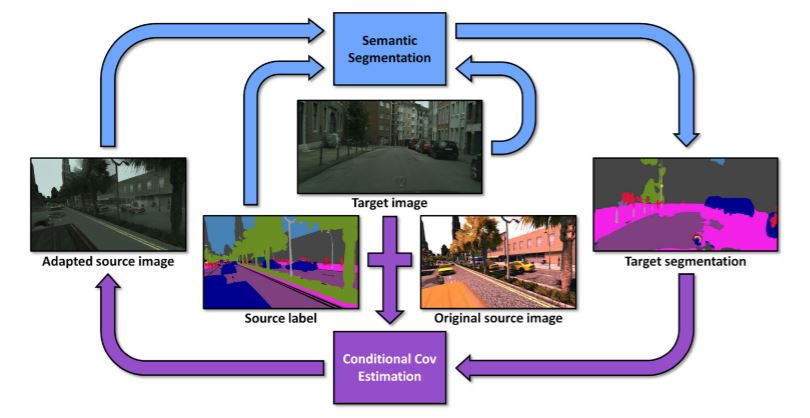 Semantic
Segmentation
Target image
Adapted source image
Target segmentation
Source label
Original source image
Conditional Cov
Estimation